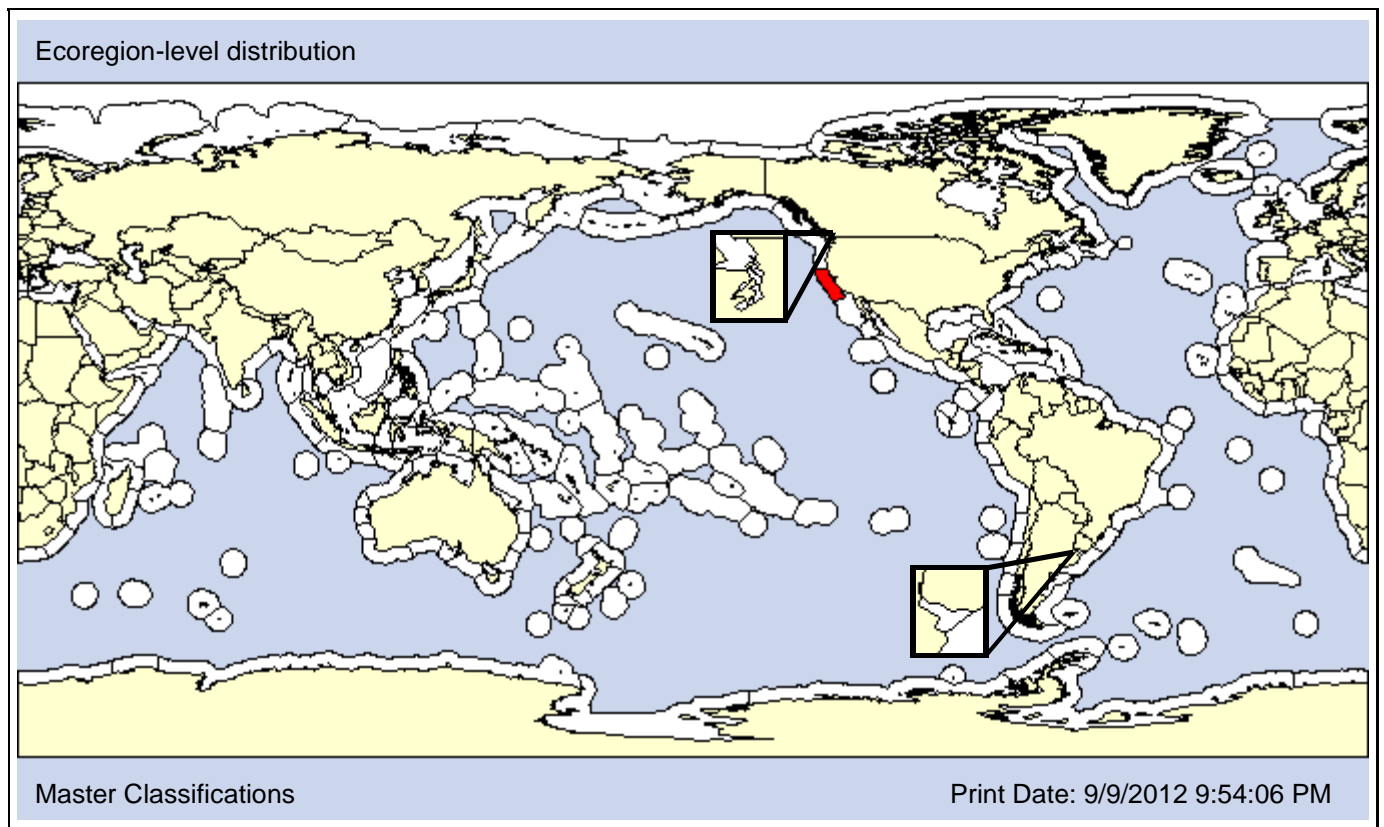 Ecoregion-level distribution
Master Classifications
Print Date: 9/9/2012 9:54:06 PM